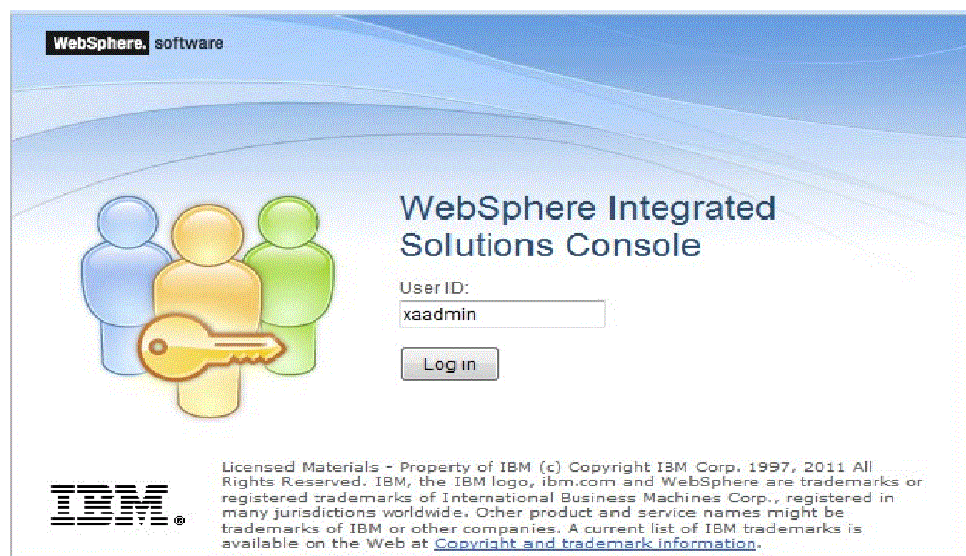 WebSphere. software
WebSphere Integrated
Solutions Console
User ID:
xaadmin
Log in
Licensed Materials - Property of IBM (c) Copyright IBM Corp. 1997, 2011 All
Rights Reserved. IBM, the IBM logo, ibm.com and WebSphere are trademarks or
registered trademarks of International Business Machines Corp., registered in
many jurisdictions worldwide. Other product and service names might be
trademarks of IBM or other companies. A current list of IBM trademarks is
available on the Web at Copyright and trademark information.
IBM®